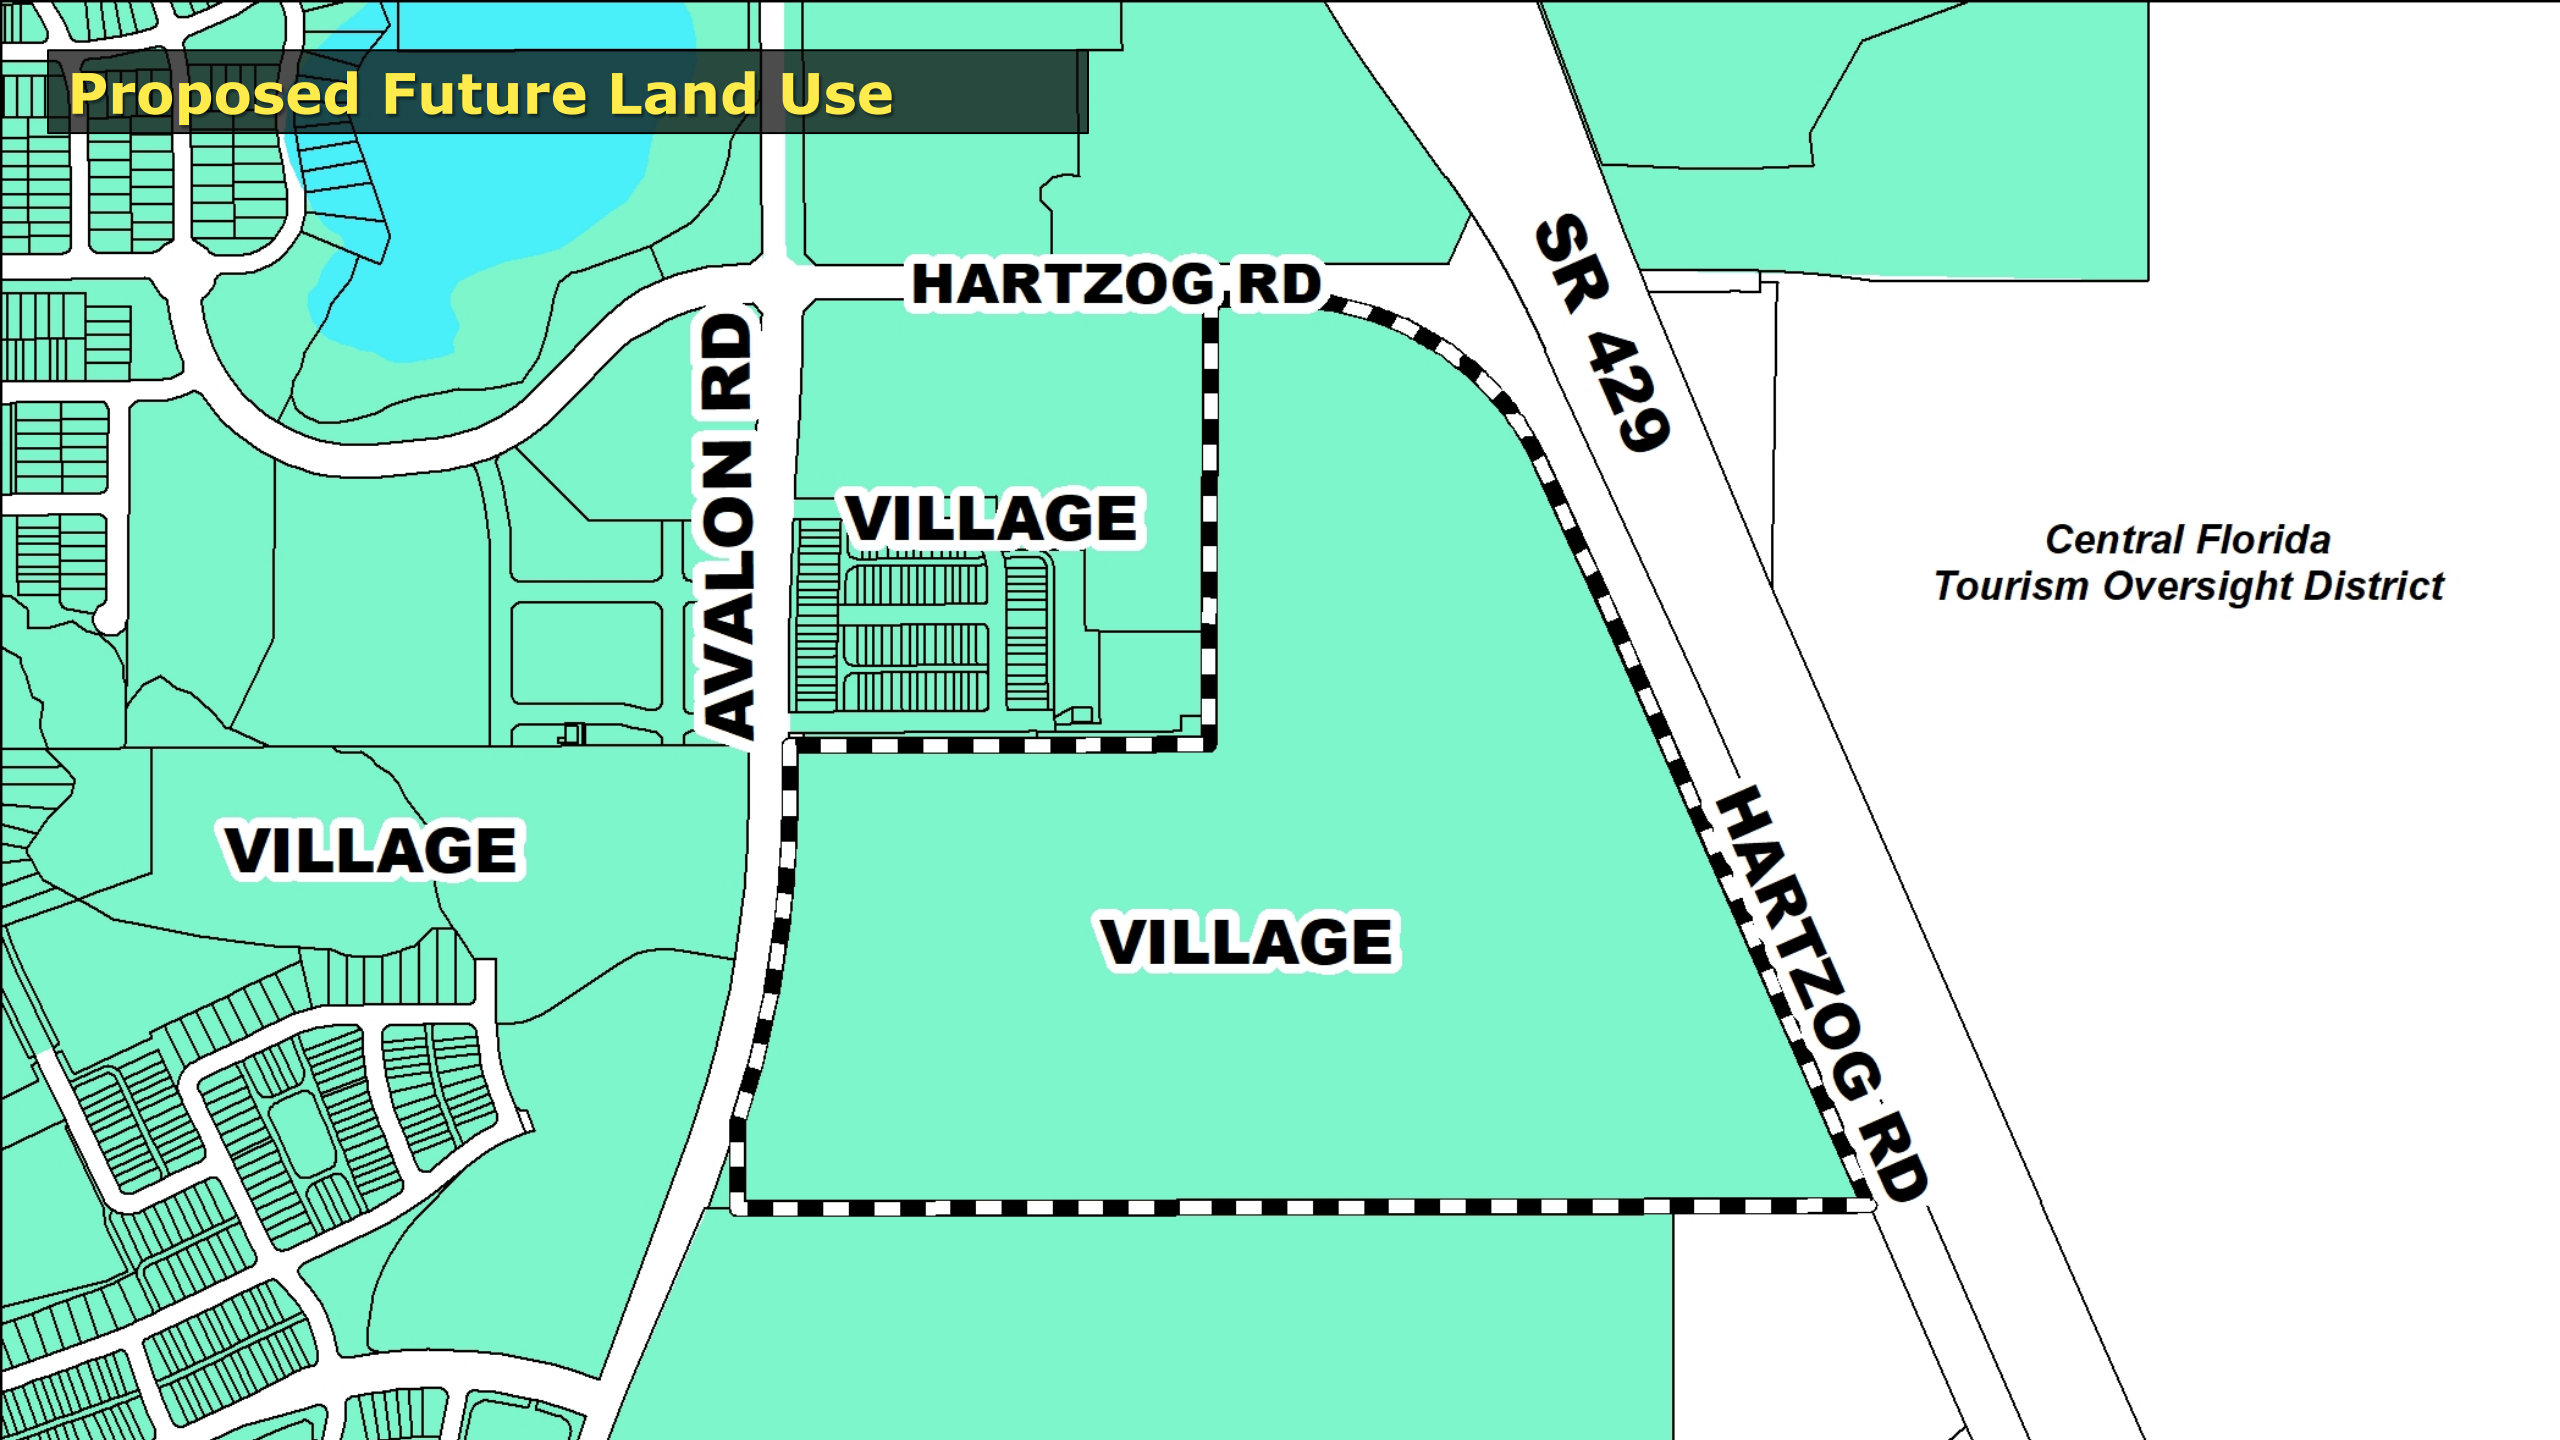 Proposed Future Land Use
HARTZOG RD
SR 429
AVALON RD
VILLAGE
Central Florida
Tourism Oversight District
VILLAGE
VILLAGE
HARTZOG RD